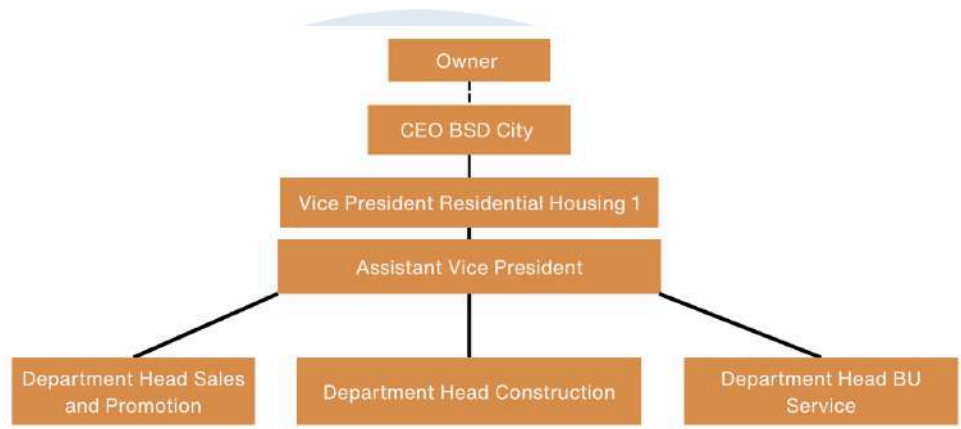 Owner
CEO BSD City
Vice President Residential Housing 1
Assistant Vice President
Department Head Sales
and Promotion
Department Head Construction
Department Head BU
Service